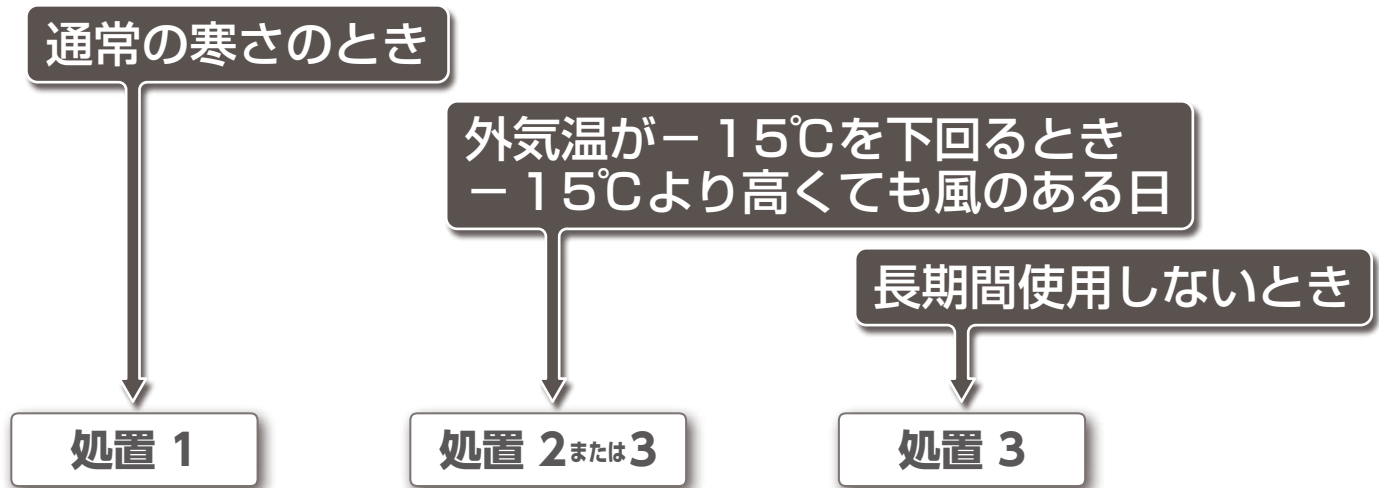 通常の寒さのとき
外気温が－15℃を下回るとき
－15℃より高くても風のある日
長期間使用しないとき
処置 1
処置 2または3
処置 3